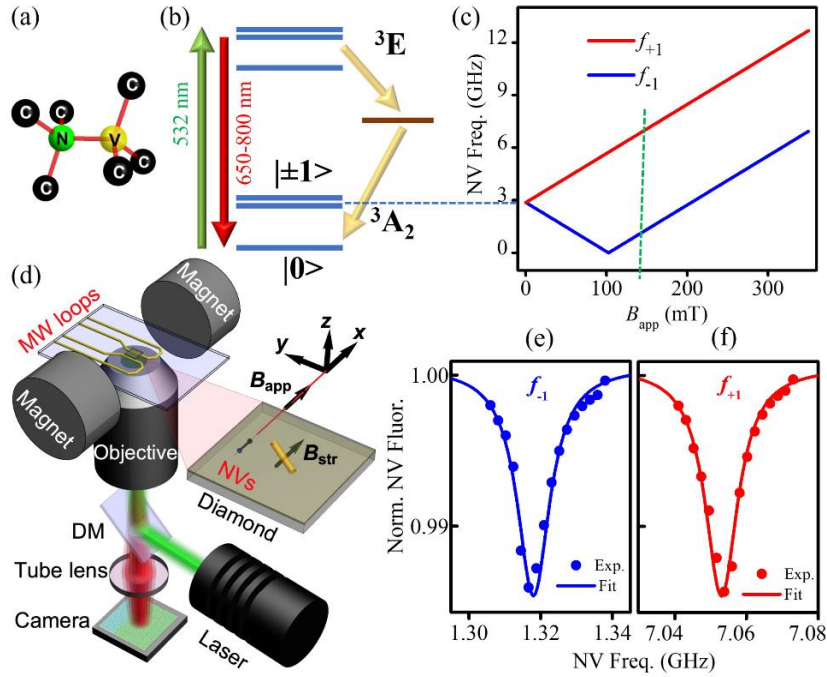 (a)
C
C
C
N
V
C
C
C
(b)
532 nm
650-800 nm
³E
|±1>
³A₂
|0>
(c)
NV Freq. (GHz)
12
9
6
3
0
f+1
f-1
0
100
200
300
Bapp (mT)
(d)
MW loops
Magnet
Magnet
Objective
DM
Tube lens
Camera
Laser
z
y
x
Bapp
Bstr
NVs
Diamond
(e)
Norm. NV Fluor.
1.00
0.99
f-1
Exp.
Fit
1.30
1.32
1.34
(f)
f+1
Exp.
Fit
7.04
7.06
7.08
NV Freq. (GHz)